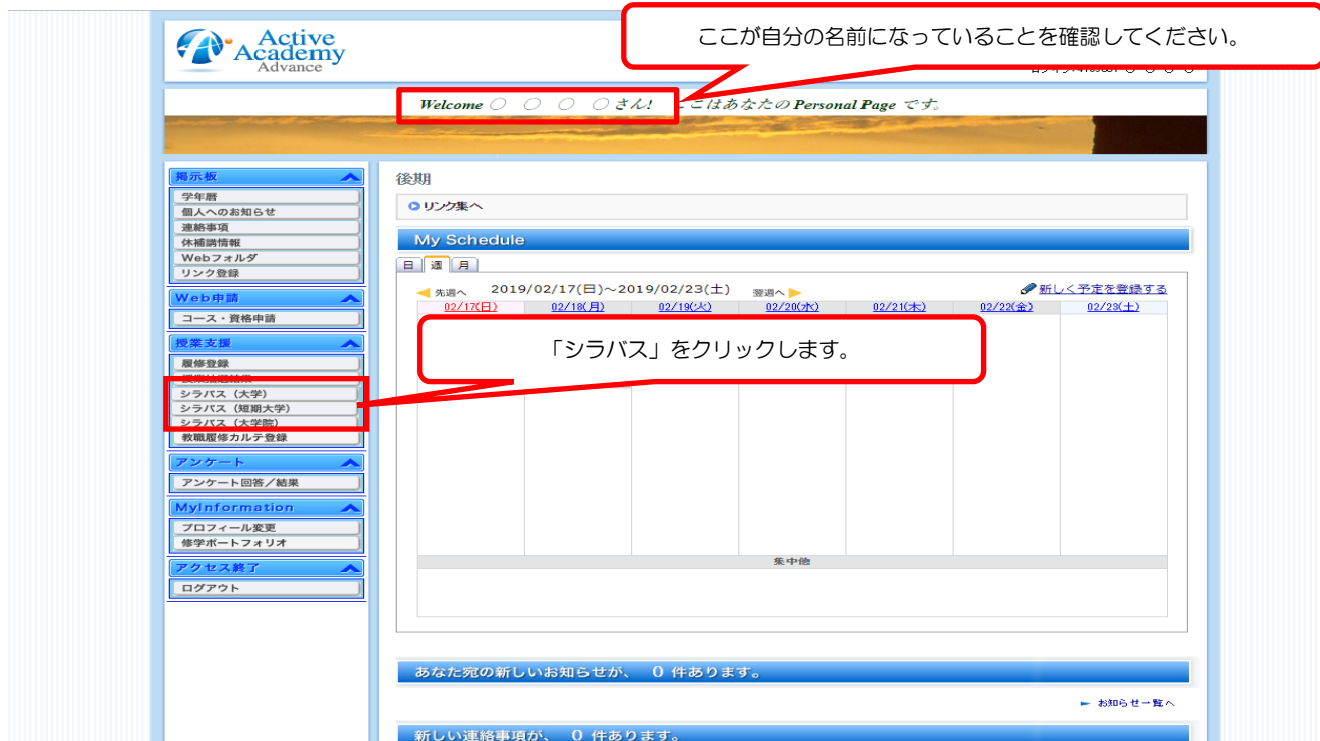 Active
Academy
Advance
ここが自分の名前になっていることを確認してください。
Welcome ○ ○ ○ ○さん! ここはあなたの Personal Page です。
掲示板
学年暦
個人へのお知らせ
連絡事項
休補講情報
Webフォルダ
リンク登録
Web申請
コース・資格申請
授業支援
履修登録
シラバス（大学）
シラバス（短期大学）
シラバス（大学院）
教職履修カルテ登録
アンケート
アンケート回答／結果
MyInformation
プロフィール変更
修学ポートフォリオ
アクセス終了
ログアウト
後期
リンク集へ
My Schedule
日 週 月
先週へ 2019/02/17(日)～2019/02/23(土) 翌週へ 新しく予定を登録する
02/17(日) 02/18(月) 02/19(火) 02/20(水) 02/21(木) 02/22(金) 02/23(土)
「シラバス」をクリックします。
集中他
あなた宛の新しいお知らせが、 0 件あります。
お知らせ一覧へ
新しい連絡事項が、 0 件あります。